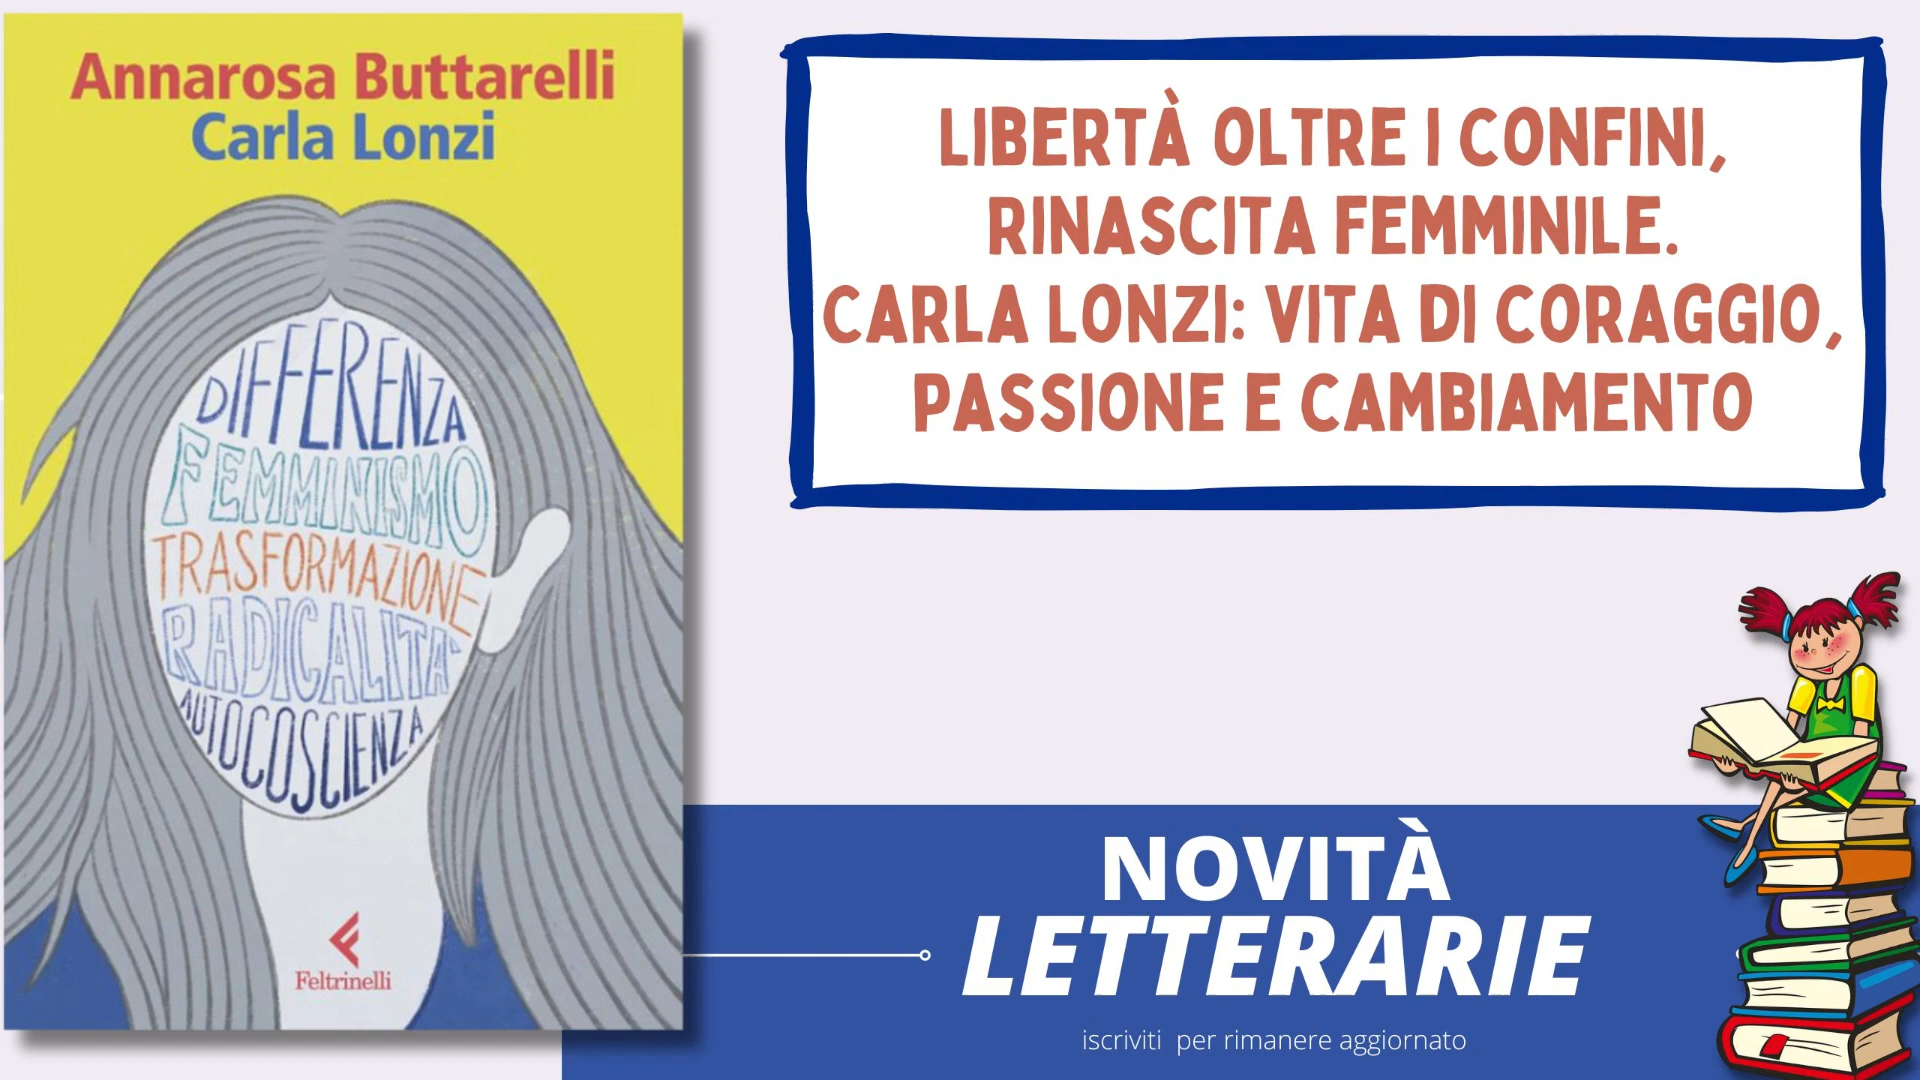 Annarosa Buttarelli
Carla Lonzi
DIFFERENZA
FEMMINISMO
TRASFORMAZIONE
RADICALITÀ
AUTOCOSCIENZA
Feltrinelli
LIBERTÀ OLTRE I CONFINI,
RINASCITA FEMMINILE.
CARLA LONZI: VITA DI CORAGGIO,
PASSIONE E CAMBIAMENTO
NOVITÀ
LETTERARIE
iscriviti per rimanere aggiornato